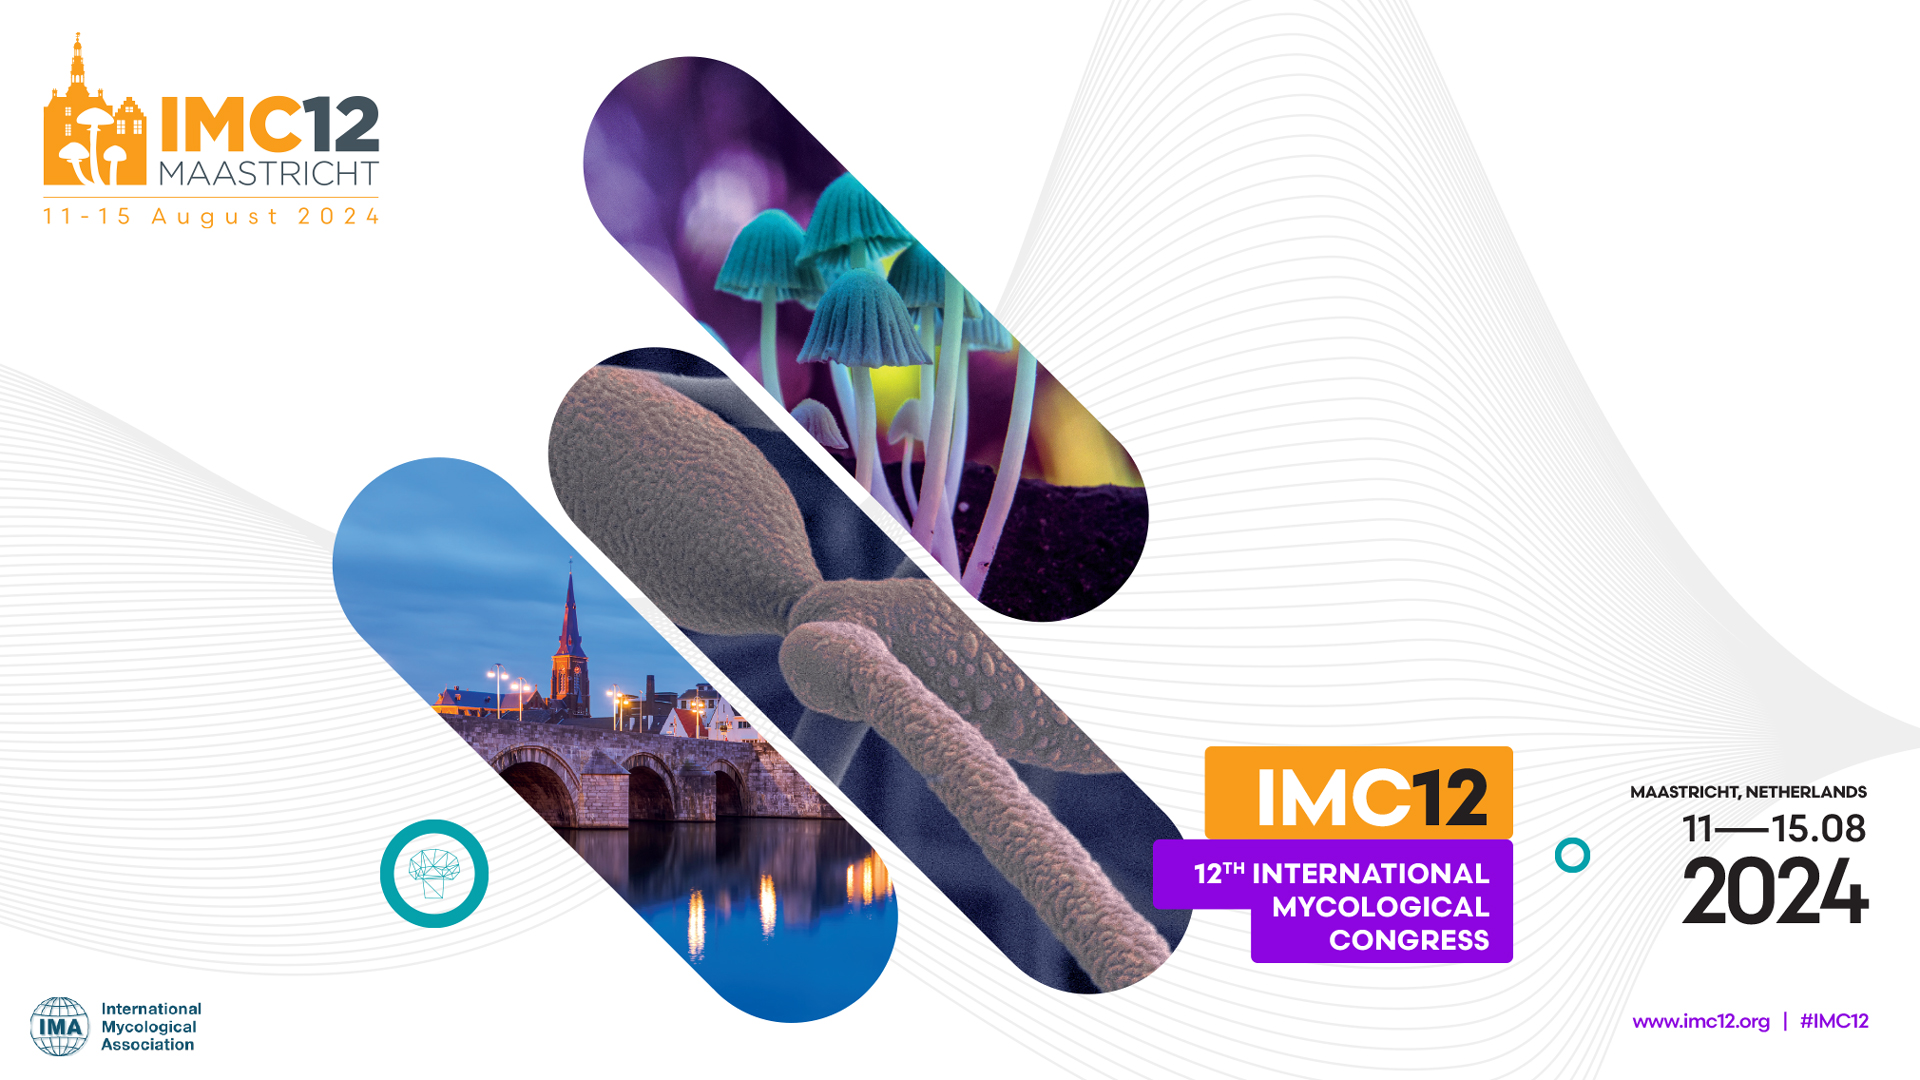 IMC12
MAASTRICHT
11-15 August 2024
IMC12
12TH INTERNATIONAL
MYCOLOGICAL
CONGRESS
MAASTRICHT, NETHERLANDS
11—15.08
2024
IMA
International
Mycological
Association
www.imc12.org | #IMC12